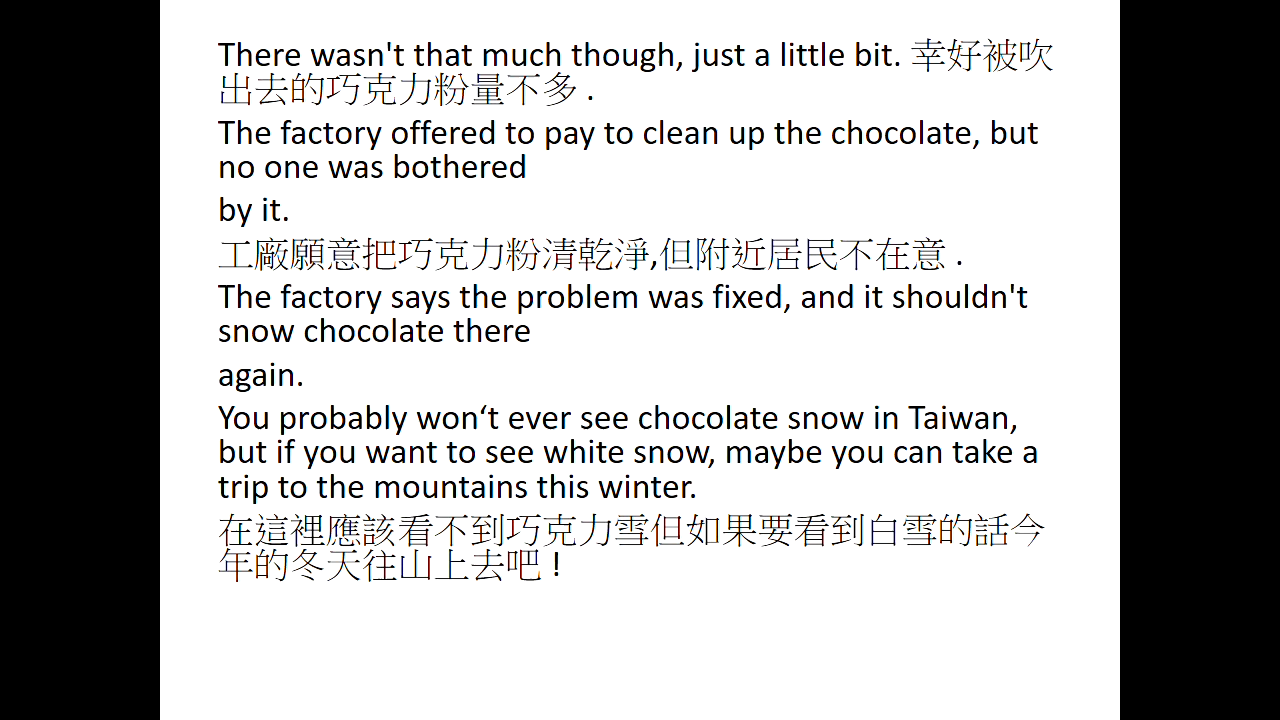 There wasn't that much though, just a little bit. 幸好被吹
出去的巧克力粉量不多 .
The factory offered to pay to clean up the chocolate, but
no one was bothered
by it.
工廠願意把巧克力粉清乾淨,但附近居民不在意 .
The factory says the problem was fixed, and it shouldn't
snow chocolate there
again.
You probably won‘t ever see chocolate snow in Taiwan,
but if you want to see white snow, maybe you can take a
trip to the mountains this winter.
在這裡應該看不到巧克力雪但如果要看到白雪的話今
年的冬天往山上去吧 !